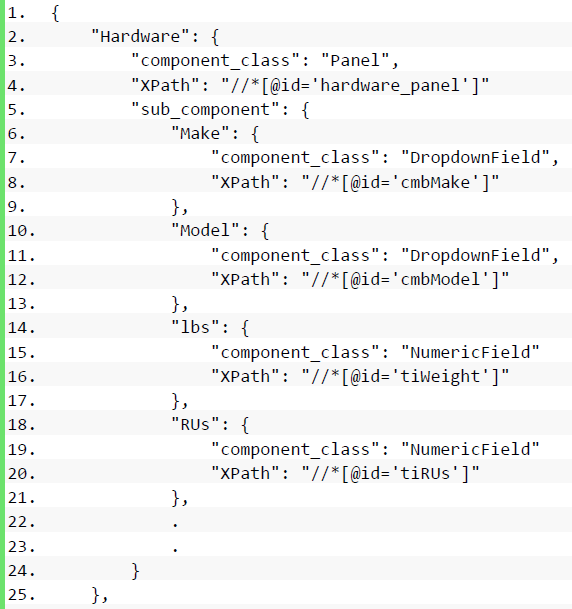 1. {
2.     "Hardware": {
3.         "component_class": "Panel",
4.         "XPath": "//*[@id='hardware_panel']"
5.         "sub_component": {
6.             "Make": {
7.                 "component_class": "DropdownField",
8.                 "XPath": "//*[@id='cmbMake']"
9.             },
10.             "Model": {
11.                 "component_class": "DropdownField",
12.                 "XPath": "//*[@id='cmbModel']"
13.             },
14.             "lbs": {
15.                 "component_class": "NumericField"
16.                 "XPath": "//*[@id='tiWeight']"
17.             },
18.             "RUs": {
19.                 "component_class": "NumericField"
20.                 "XPath": "//*[@id='tiRUs']"
21.             },
22.             .
23.             .
24.         }
25.     },